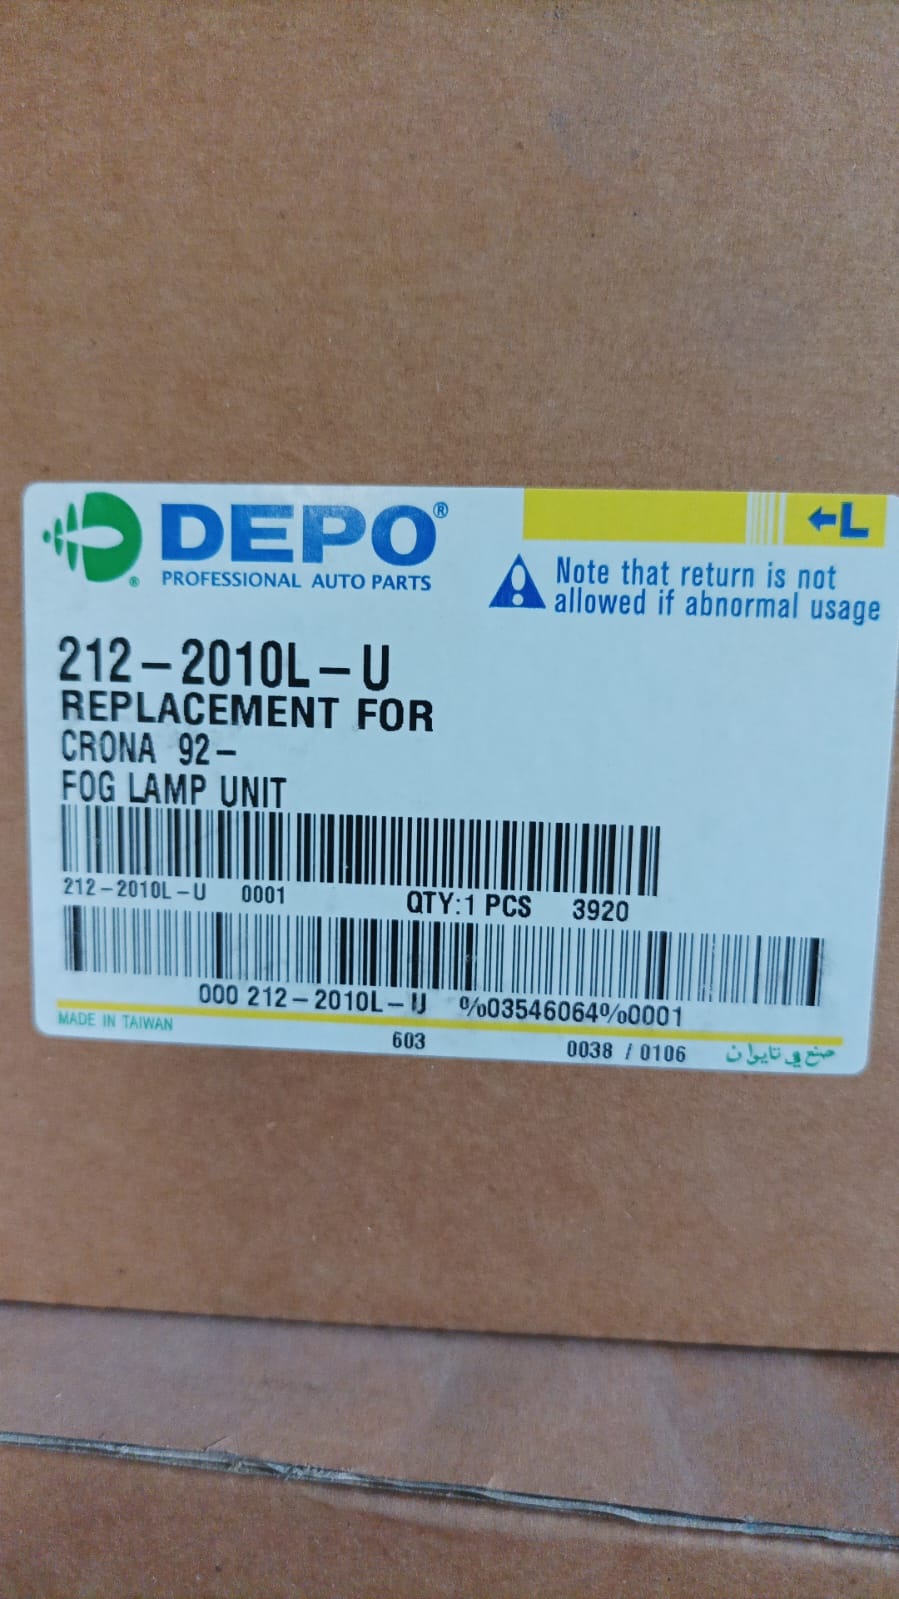 DEPO®
PROFESSIONAL AUTO PARTS
←L
Note that return is not
allowed if abnormal usage
212-2010L-U
REPLACEMENT FOR
CRONA 92-
FOG LAMP UNIT
212-2010L-U 0001 QTY:1 PCS 3920
000 212-2010L-U %03546064%0001
MADE IN TAIWAN
603
0038 / 0106
صنع في تايوان